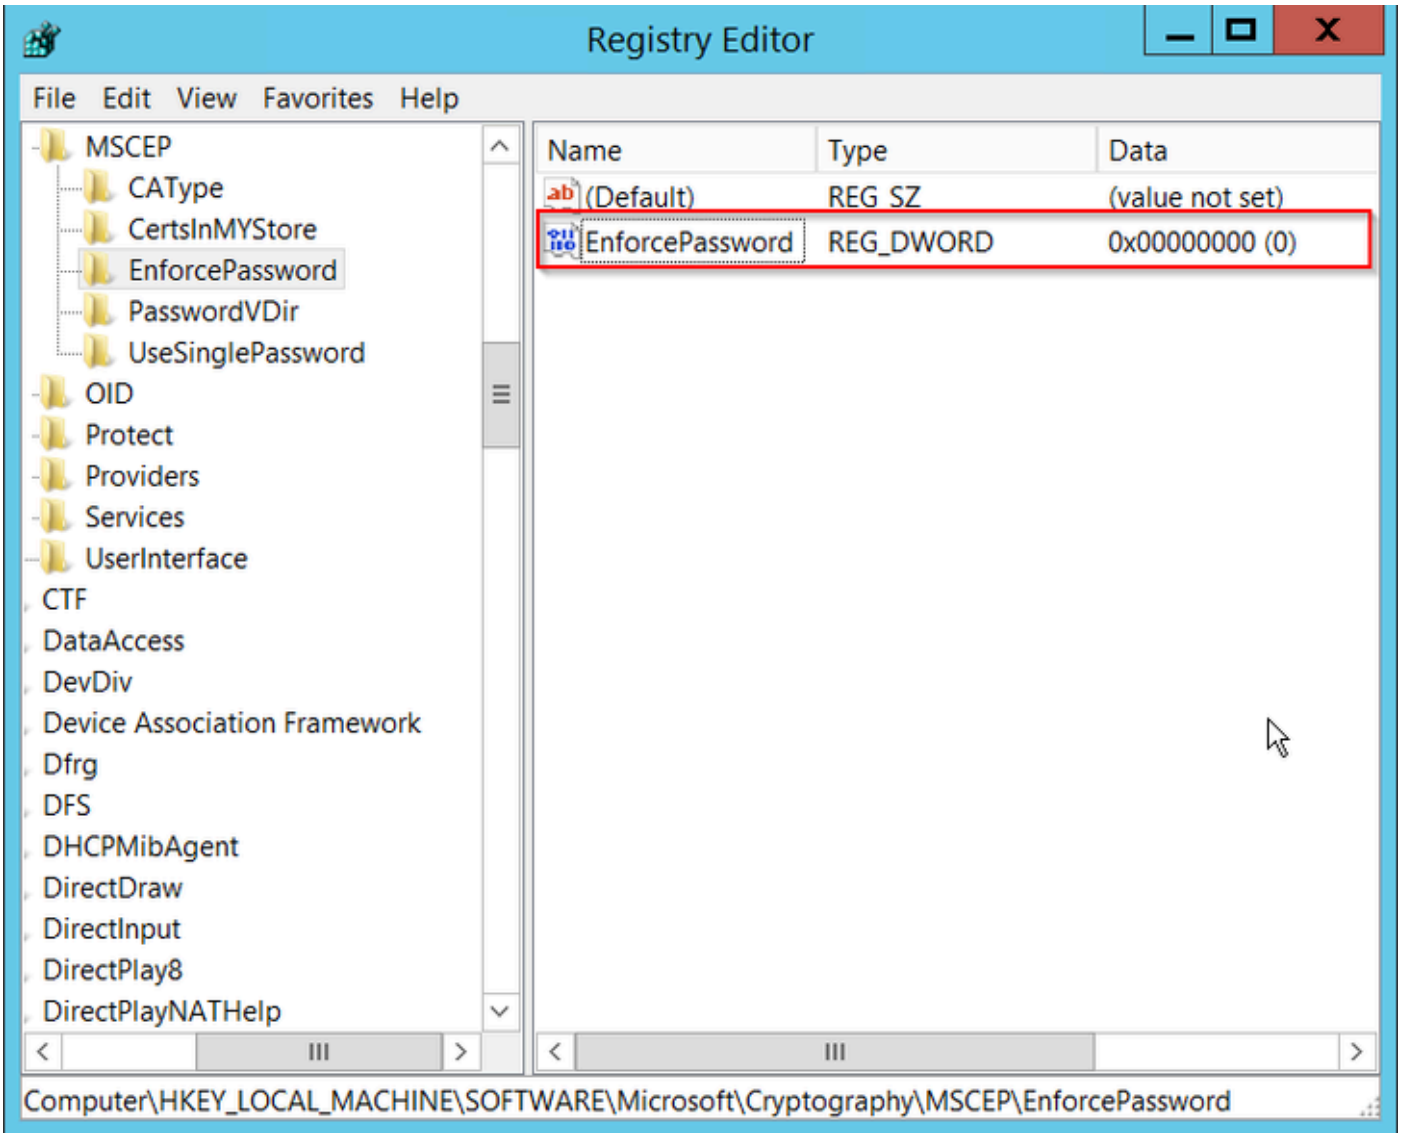 Registry Editor
File Edit View Favorites Help
MSCEP
CAType
CertsInMYStore
EnforcePassword
PasswordVDir
UseSinglePassword
OID
Protect
Providers
Services
UserInterface
CTF
DataAccess
DevDiv
Device Association Framework
Dfrg
DFS
DHCPMibAgent
DirectDraw
DirectInput
DirectPlay8
DirectPlayNATHelp
Name Type Data
(Default) REG_SZ (value not set)
EnforcePassword REG_DWORD 0x00000000 (0)
Computer\HKEY_LOCAL_MACHINE\SOFTWARE\Microsoft\Cryptography\MSCEP\EnforcePassword